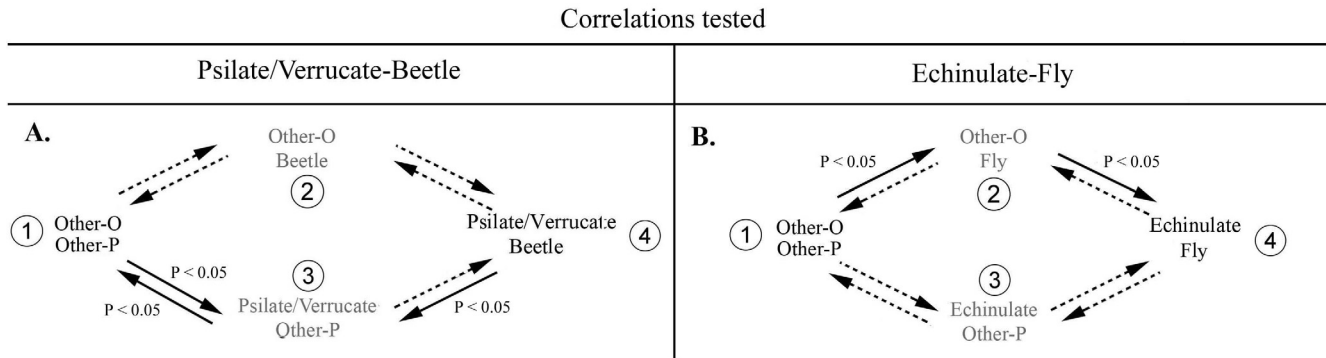 Correlations tested
Psilate/Verrucate-Beetle
Echinulate-Fly
A.
Other-O
Beetle
2
1
Other-O
Other-P
Psilate/Verrucate
Beetle
4
P < 0.05
P < 0.05
3
Psilate/Verrucate
Other-P
P < 0.05
B.
Other-O
Fly
2
P < 0.05
P < 0.05
1
Other-O
Other-P
Echinulate
Fly
4
3
Echinulate
Other-P